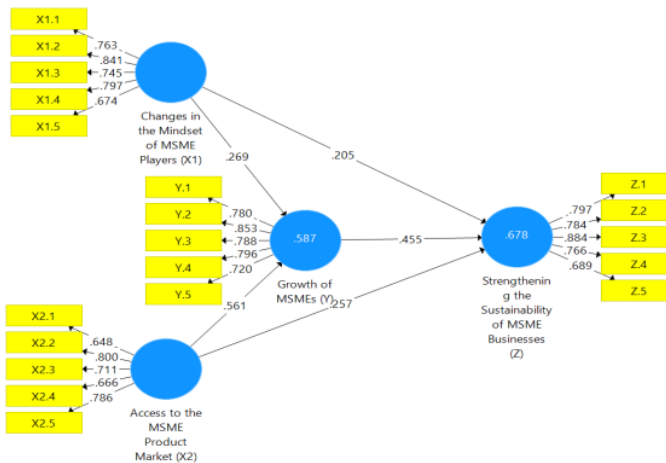 X1.1
X1.2
X1.3
X1.4
X1.5
.763
.841
.745
.797
.674
Changes in
the Mindset
of MSME
Players (X1)
.269
.205
Y.1
Y.2
Y.3
Y.4
Y.5
.780
.853
.788
.796
.720
.587
Growth of
MSMEs (Y)
.455
.561
.257
.678
Strengthenin
g the
Sustainability
of MSME
Businesses
(Z)
.797
.784
.884
.766
.689
Z.1
Z.2
Z.3
Z.4
Z.5
X2.1
X2.2
X2.3
X2.4
X2.5
.648
.800
.711
.666
.786
Access to the
MSME
Product
Market (X2)